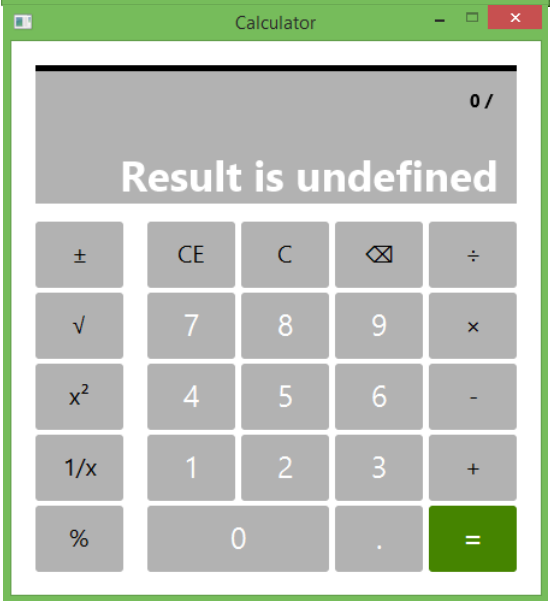 Calculator
0 /
Result is undefined
± CE C ⌫ ÷
√ 7 8 9 ×
x² 4 5 6 -
1/x 1 2 3 +
% 0 . =